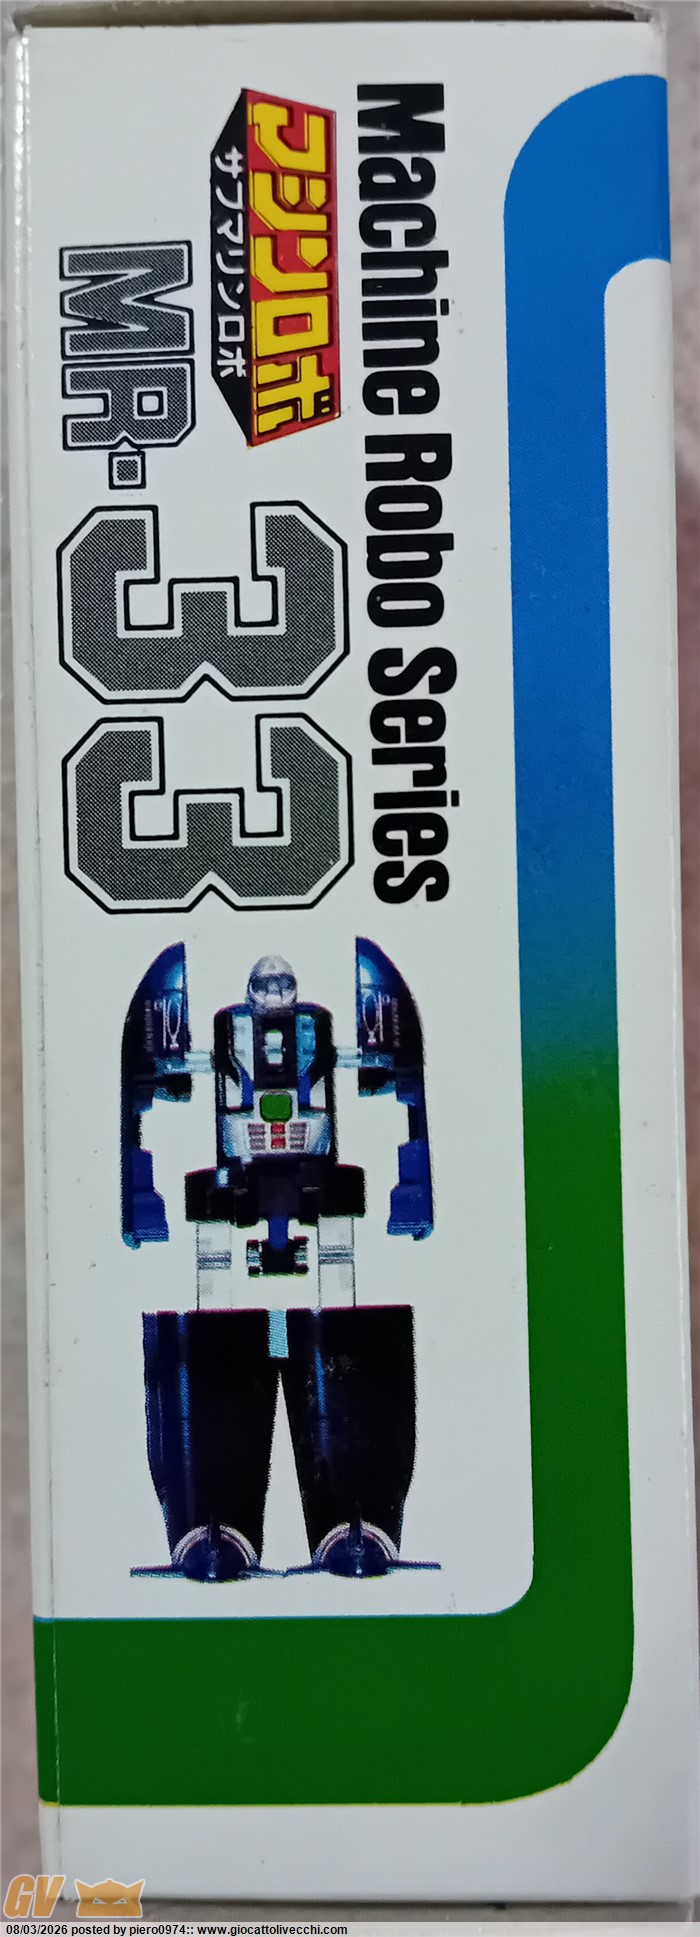 Machine Robo Series
マシンロボ
サブマリンロボ
MR-33
GV
08/03/2026 posted by piero0974:: www.giocattolivecchi.com